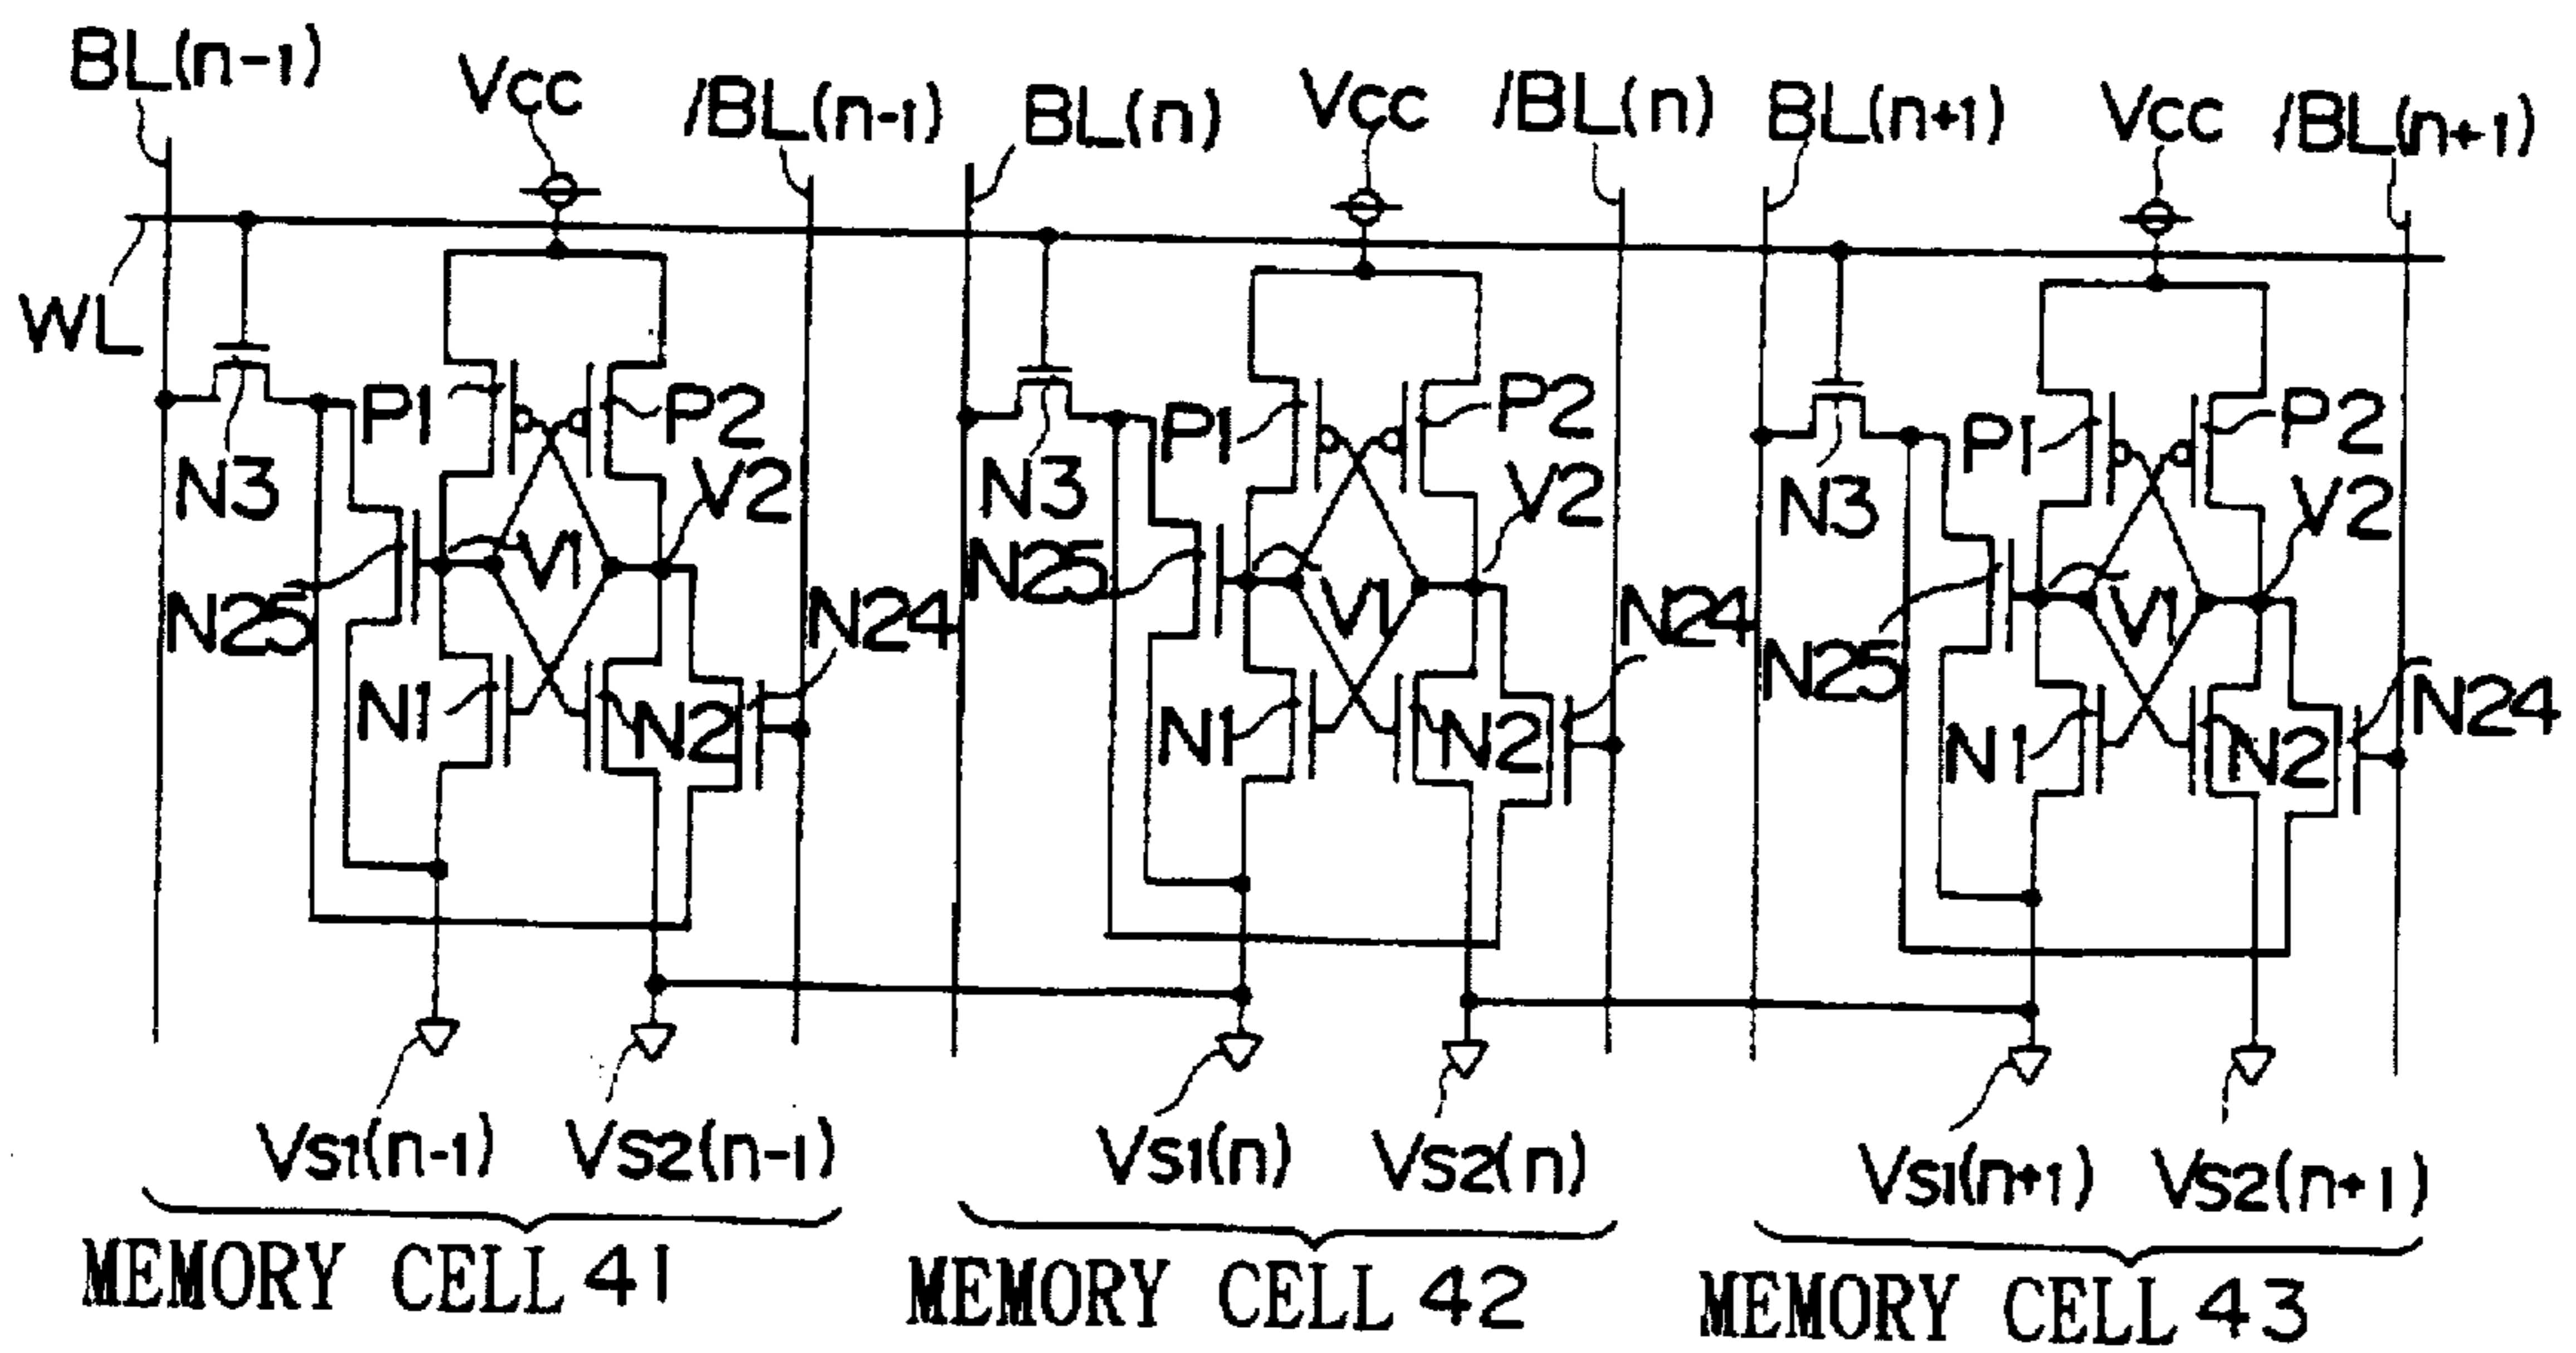 BL(n-1) Vcc /BL(n-1) BL(n) Vcc /BL(n) BL(n+1) Vcc /BL(n+1)
WL
P1 P2 P1 P2 P1 P2
N3 V2 N3 V2 N3 V2
N25 V1 N24 N25 V1 N24 N25 V1 N24
N1 N2 N1 N2 N1 N2
Vs1(n-1) Vs2(n-1) Vs1(n) Vs2(n) Vs1(n+1) Vs2(n+1)
MEMORY CELL 41 MEMORY CELL 42 MEMORY CELL 43